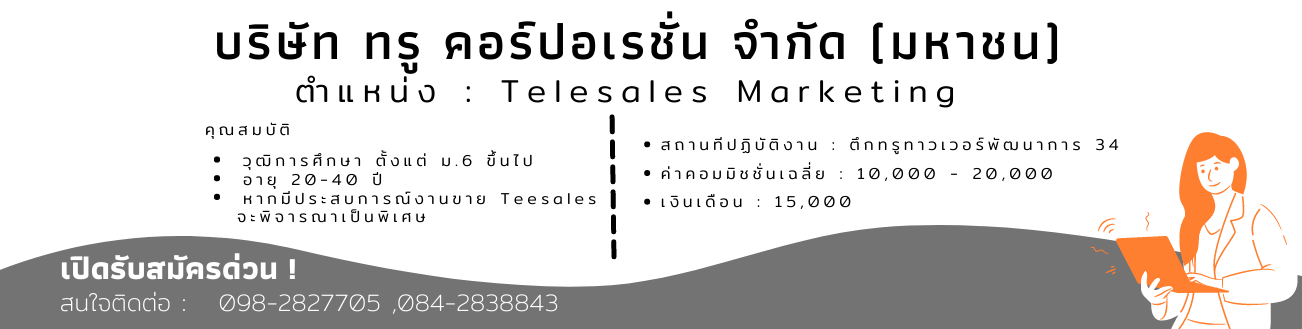 บริษัท ทรู คอร์ปอเรชั่น จำกัด (มหาชน)
ตำแหน่ง : Telesales Marketing
คุณสมบัติ
• วุฒิการศึกษา ตั้งแต่ ม.6 ขึ้นไป
• อายุ 20-40 ปี
• หากมีประสบการณ์งานขาย Teesales
จะพิจารณาเป็นพิเศษ
• สถานทีปฏิบัติงาน : ตึกทรูทาวเวอร์พัฒนาการ 34
• ค่าคอมมิชชั่นเฉลี่ย : 10,000 - 20,000
• เงินเดือน : 15,000
เปิดรับสมัครด่วน !
สนใจติดต่อ : 098-2827705 ,084-2838843